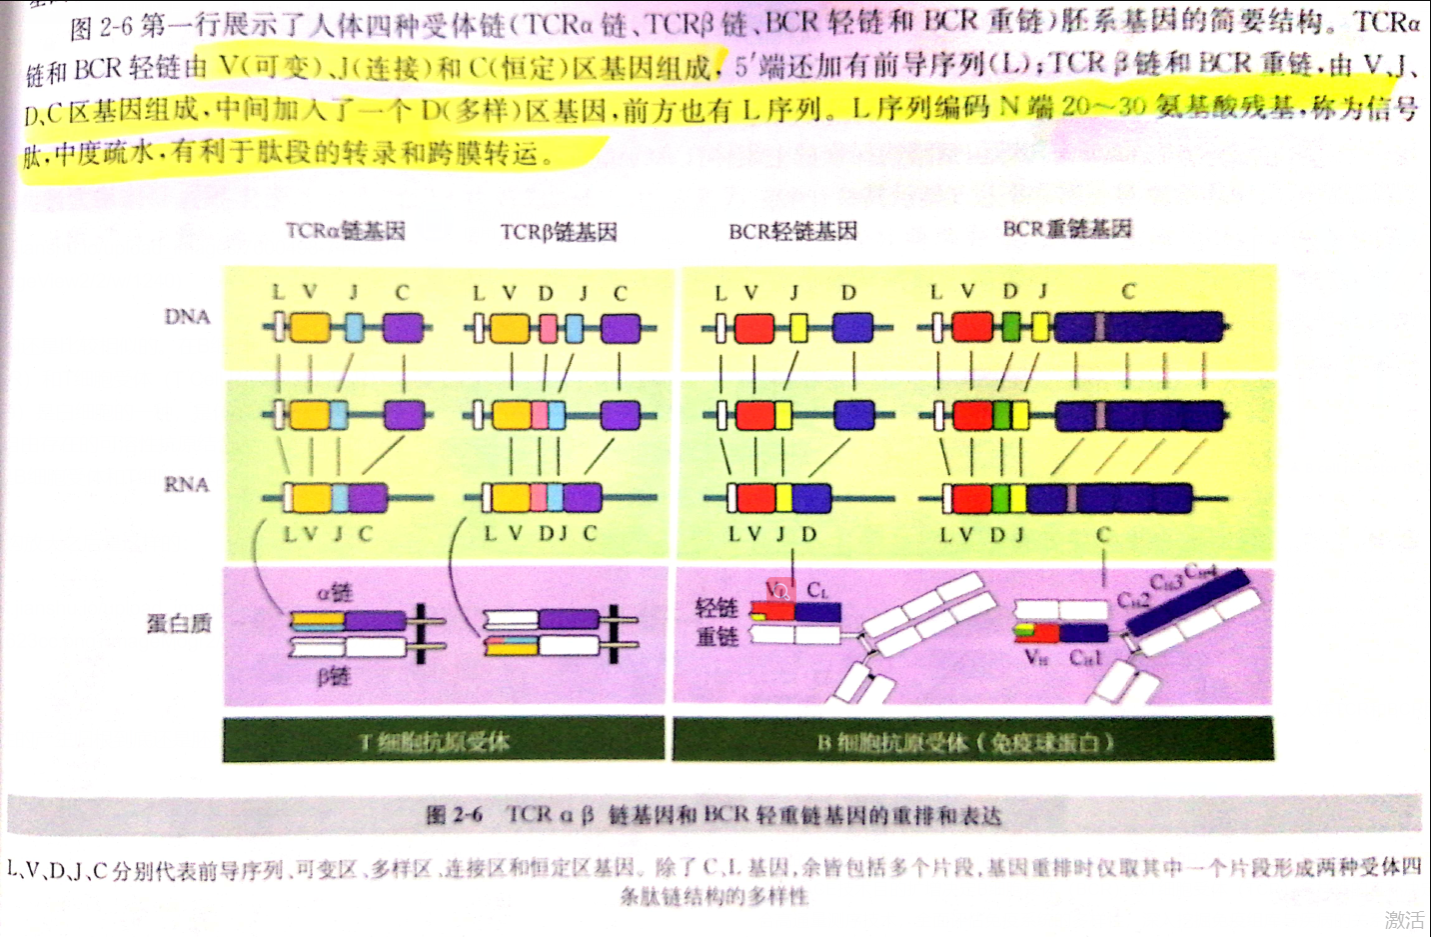 图 2-6 第一行展示了人体四种受体链(TCRα 链、TCRβ 链、BCR 轻链和 BCR 重链)胚系基因的简要结构。TCRα
链和 BCR 轻链由 V(可变)、J(连接)和 C(恒定)区基因组成,5′端还加有前导序列(L);TCR β 链和 BCR 重链,由 V、J、
D、C 区基因组成,中间加入了一个 D(多样)区基因,前方也有 L 序列。L 序列编码 N 端 20～30 氨基酸残基,称为信号
肽,中度疏水,有利于肽段的转录和跨膜转运。
TCRα链基因 TCRβ链基因 BCR轻链基因 BCR重链基因
L V J C L V D J C L V J D L V D J C
DNA
RNA
L V J C L V D J C L V J D L V D J C
α链 CL CH2 CH3 CH4
轻链
蛋白质
重链
VH CH1
β链
T 细胞抗原受体 B 细胞抗原受体（免疫球蛋白）
图 2-6 TCR α β 链基因和 BCR 轻重链基因的重排和表达
L、V、D、J、C 分别代表前导序列、可变区、多样区、连接区和恒定区基因。除了 C、L 基因,余皆包括多个片段,基因重排时仅取其中一个片段形成两种受体四
条肽链结构的多样性
激活